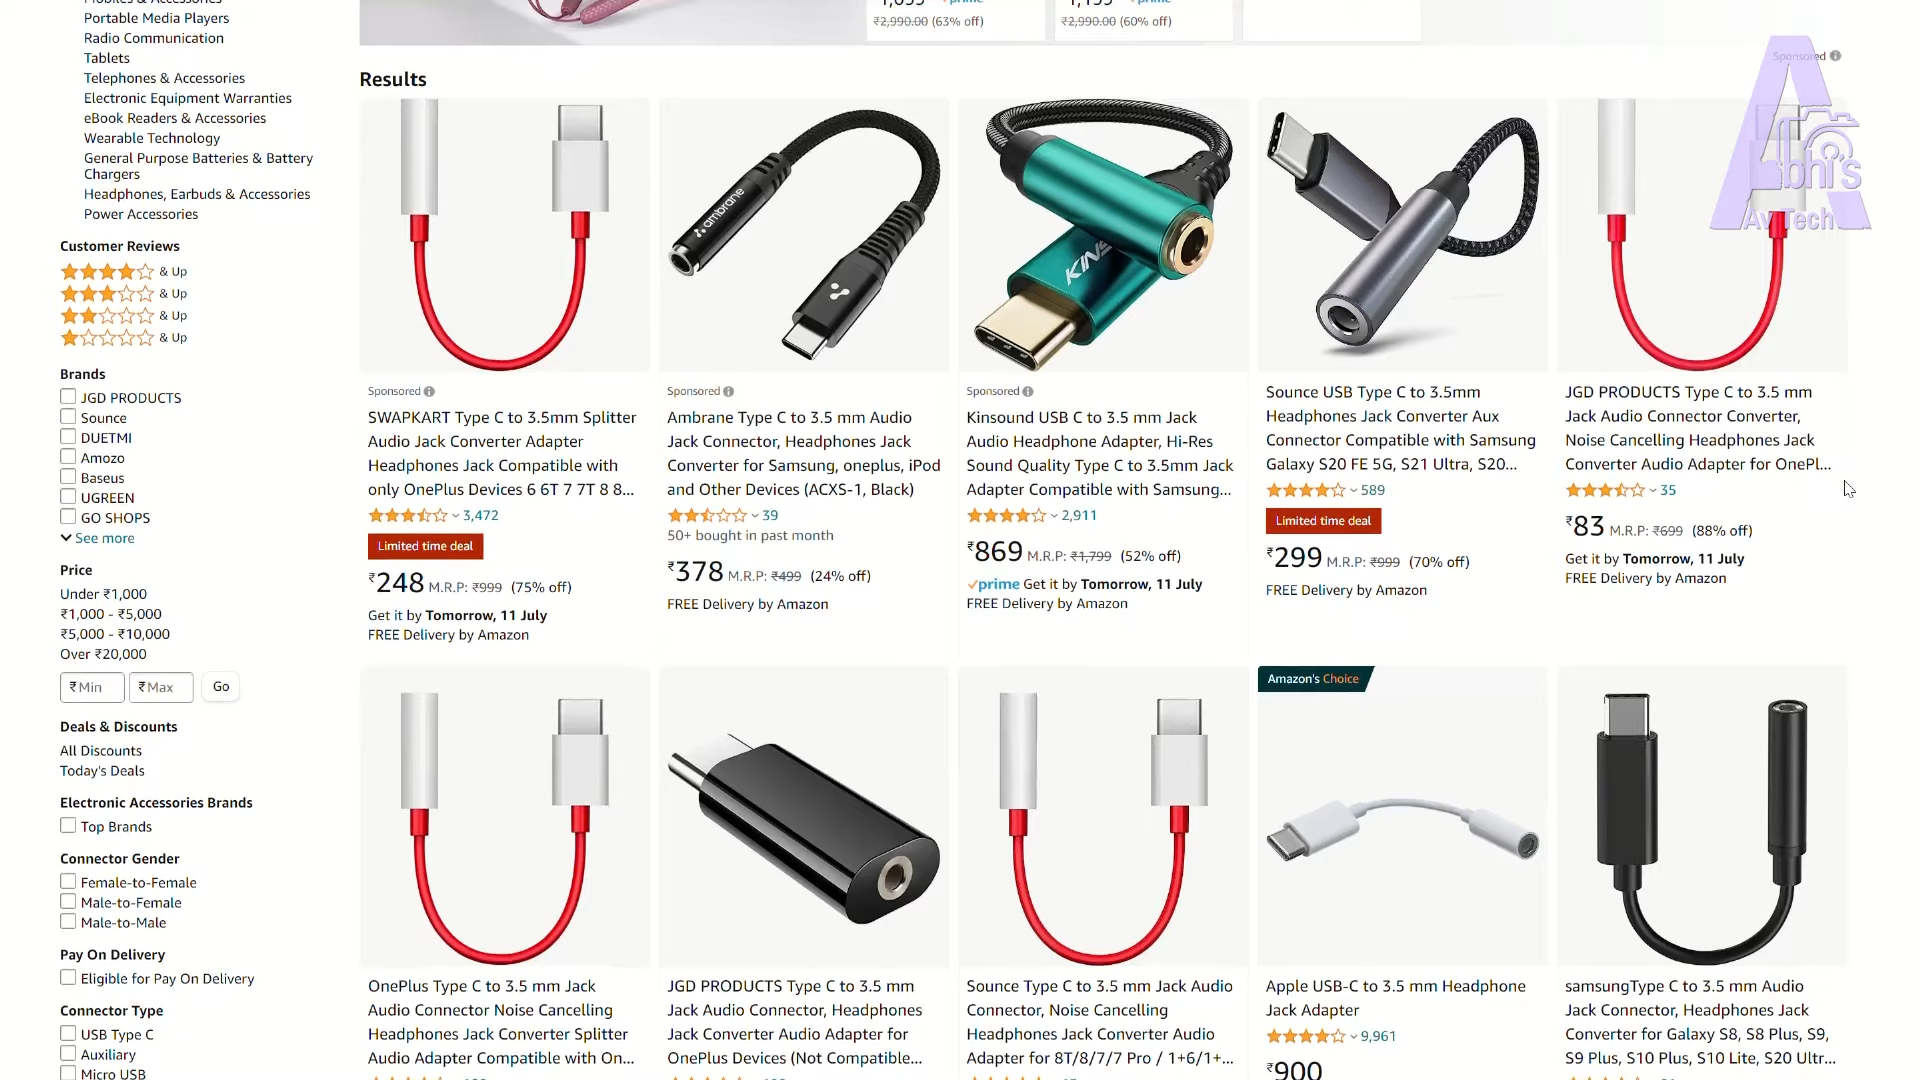 Mobiles & Accessories
Portable Media Players
Radio Communication
Tablets
Telephones & Accessories
Electronic Equipment Warranties
eBook Readers & Accessories
Wearable Technology
General Purpose Batteries & Battery
Chargers
Headphones, Earbuds & Accessories
Power Accessories
Customer Reviews
& Up
& Up
& Up
& Up
Brands
JGD PRODUCTS
Sounce
DUETMI
Amozo
Baseus
UGREEN
GO SHOPS
See more
Price
Under ₹1,000
₹1,000 - ₹5,000
₹5,000 - ₹10,000
Over ₹20,000
₹ Min ₹ Max Go
Deals & Discounts
All Discounts
Today's Deals
Electronic Accessories Brands
Top Brands
Connector Gender
Female-to-Female
Male-to-Female
Male-to-Male
Pay On Delivery
Eligible for Pay On Delivery
Connector Type
USB Type C
Auxiliary
Micro USB
₹2,990.00 (63% off)
₹2,990.00 (60% off)
Sponsored
Abhi's
Av Tech
Results
ambrane
KINS
Sponsored
SWAPKART Type C to 3.5mm Splitter
Audio Jack Converter Adapter
Headphones Jack Compatible with
only OnePlus Devices 6 6T 7 7T 8 8...
3,472
Limited time deal
₹248 M.R.P: ₹999 (75% off)
Get it by Tomorrow, 11 July
FREE Delivery by Amazon
Sponsored
Ambrane Type C to 3.5 mm Audio
Jack Connector, Headphones Jack
Converter for Samsung, oneplus, iPod
and Other Devices (ACXS-1, Black)
39
50+ bought in past month
₹378 M.R.P: ₹499 (24% off)
FREE Delivery by Amazon
Sponsored
Kinsound USB C to 3.5 mm Jack
Audio Headphone Adapter, Hi-Res
Sound Quality Type C to 3.5mm Jack
Adapter Compatible with Samsung...
2,911
₹869 M.R.P: ₹1,799 (52% off)
prime Get it by Tomorrow, 11 July
FREE Delivery by Amazon
Sounce USB Type C to 3.5mm
Headphones Jack Converter Aux
Connector Compatible with Samsung
Galaxy S20 FE 5G, S21 Ultra, S20...
589
Limited time deal
₹299 M.R.P: ₹999 (70% off)
FREE Delivery by Amazon
JGD PRODUCTS Type C to 3.5 mm
Jack Audio Connector Converter,
Noise Cancelling Headphones Jack
Converter Audio Adapter for OnePl...
35
₹83 M.R.P: ₹699 (88% off)
Get it by Tomorrow, 11 July
FREE Delivery by Amazon
OnePlus Type C to 3.5 mm Jack
Audio Connector Noise Cancelling
Headphones Jack Converter Splitter
Audio Adapter Compatible with On...
JGD PRODUCTS Type C to 3.5 mm
Jack Audio Connector, Headphones
Jack Converter Audio Adapter for
OnePlus Devices (Not Compatible...
Sounce Type C to 3.5 mm Jack Audio
Connector, Noise Cancelling
Headphones Jack Converter Audio
Adapter for 8T/8/7/7 Pro / 1+6/1+...
Amazon's Choice
Apple USB-C to 3.5 mm Headphone
Jack Adapter
9,961
₹900
samsungType C to 3.5 mm Audio
Jack Connector, Headphones Jack
Converter for Galaxy S8, S8 Plus, S9,
S9 Plus, S10 Plus, S10 Lite, S20 Ultr...